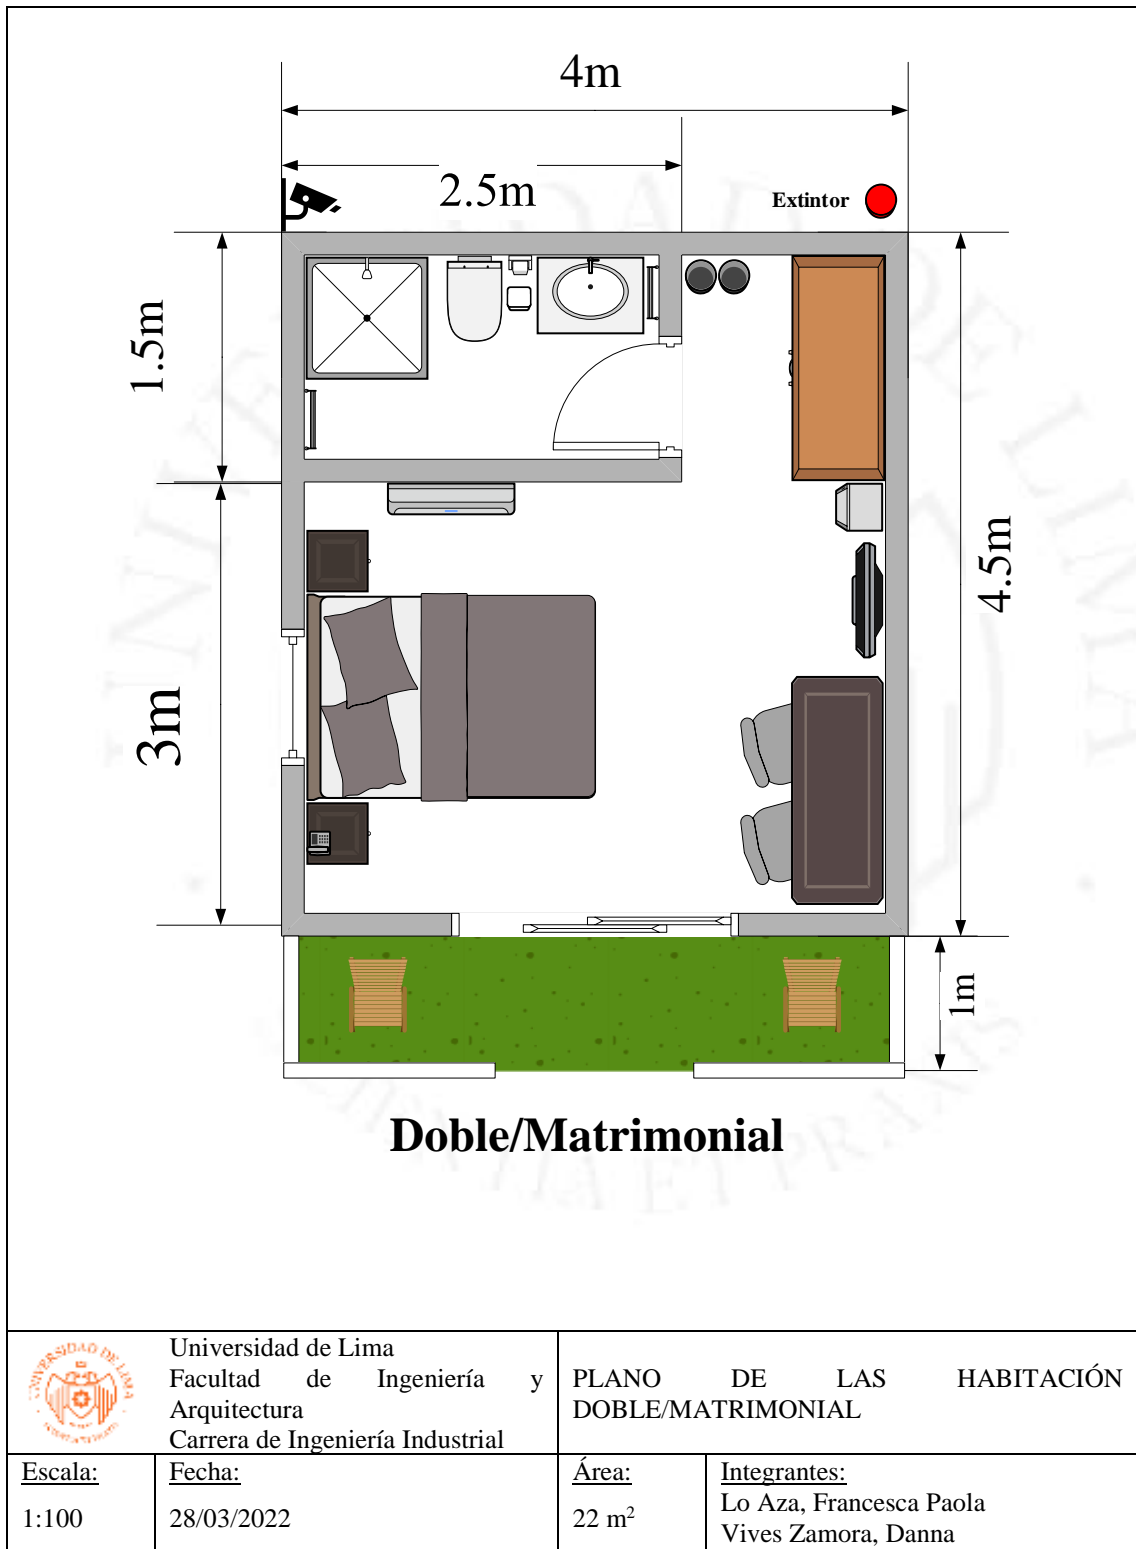 4m
2.5m
Extintor
1.5m
4.5m
3m
1m
Doble/Matrimonial
Universidad de Lima
Facultad de Ingeniería y
Arquitectura
Carrera de Ingeniería Industrial
PLANO DE LAS HABITACIÓN
DOBLE/MATRIMONIAL
Escala:
1:100
Fecha:
28/03/2022
Área:
22 m²
Integrantes:
Lo Aza, Francesca Paola
Vives Zamora, Danna